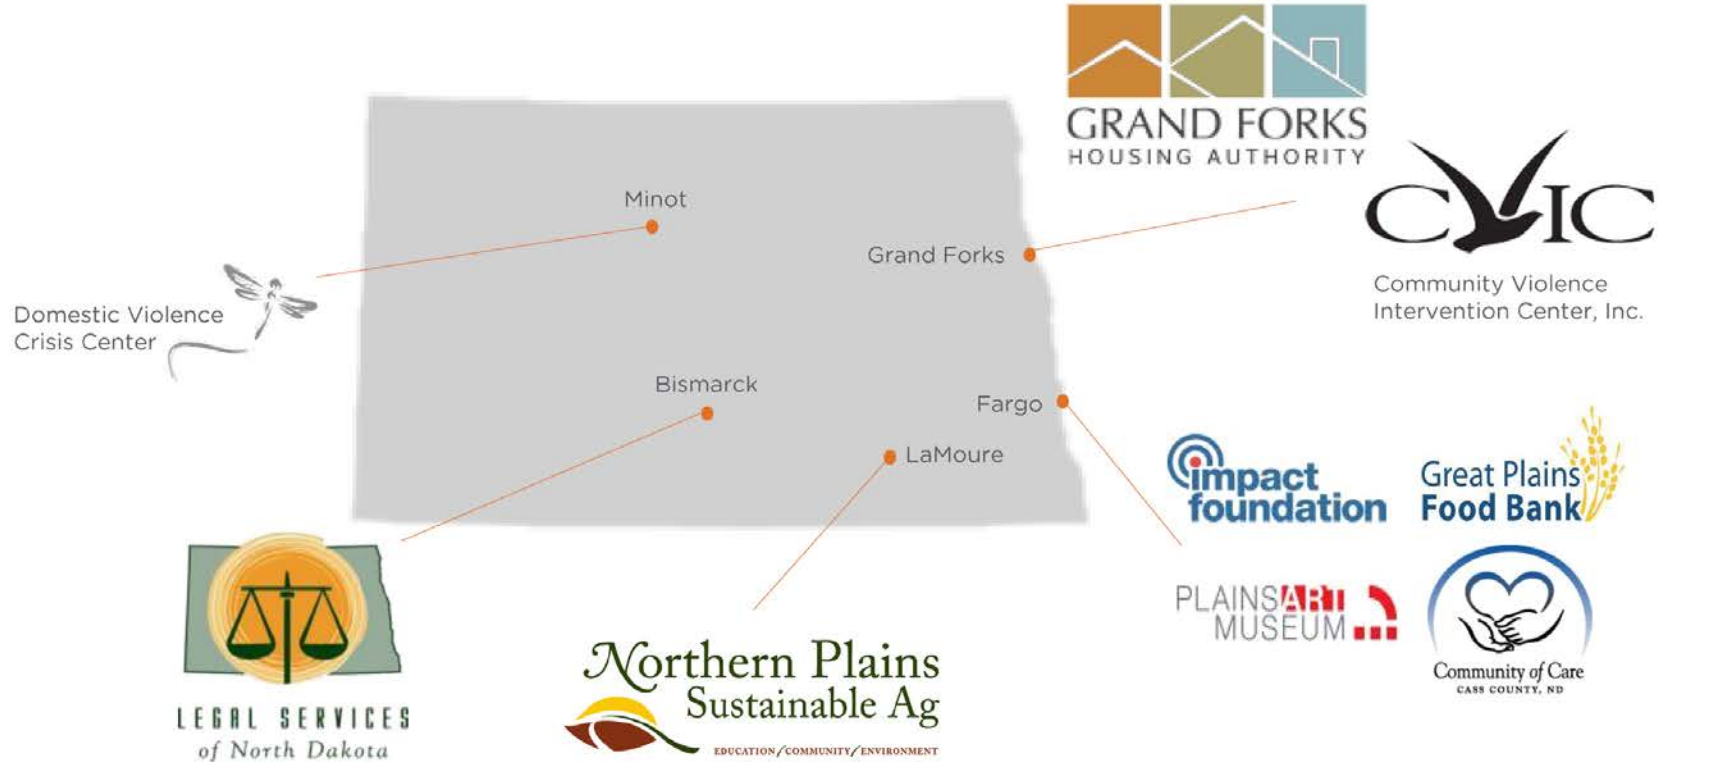 GRAND FORKS
HOUSING AUTHORITY
CVIC
Community Violence
Intervention Center, Inc.
Minot
Grand Forks
Domestic Violence
Crisis Center
Bismarck
Fargo
LaMoure
impact
foundation
Great Plains
Food Bank
PLAINSART
MUSEUM
Community of Care
CASS COUNTY, ND
LEGAL SERVICES
of North Dakota
Northern Plains
Sustainable Ag
EDUCATION/COMMUNITY/ENVIRONMENT